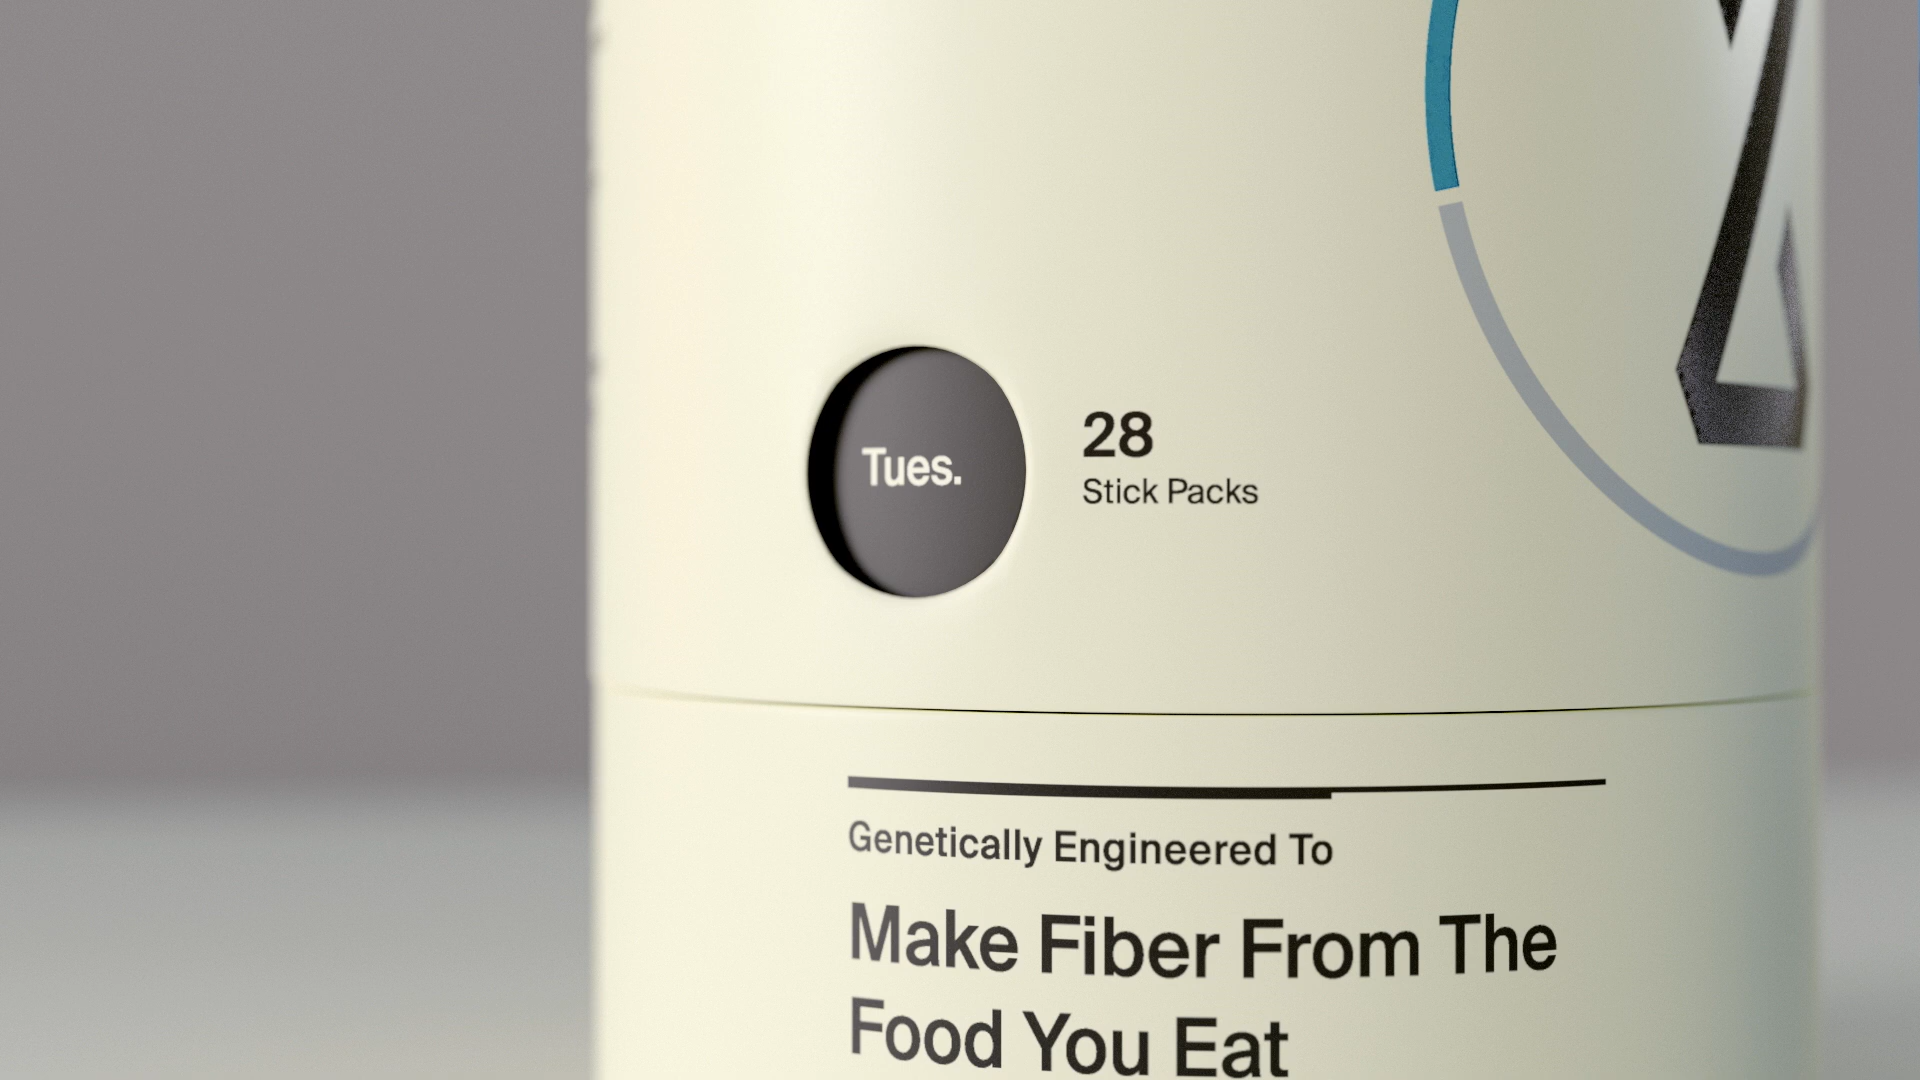 Tues.
28
Stick Packs
Genetically Engineered To
Make Fiber From The
Food You Eat